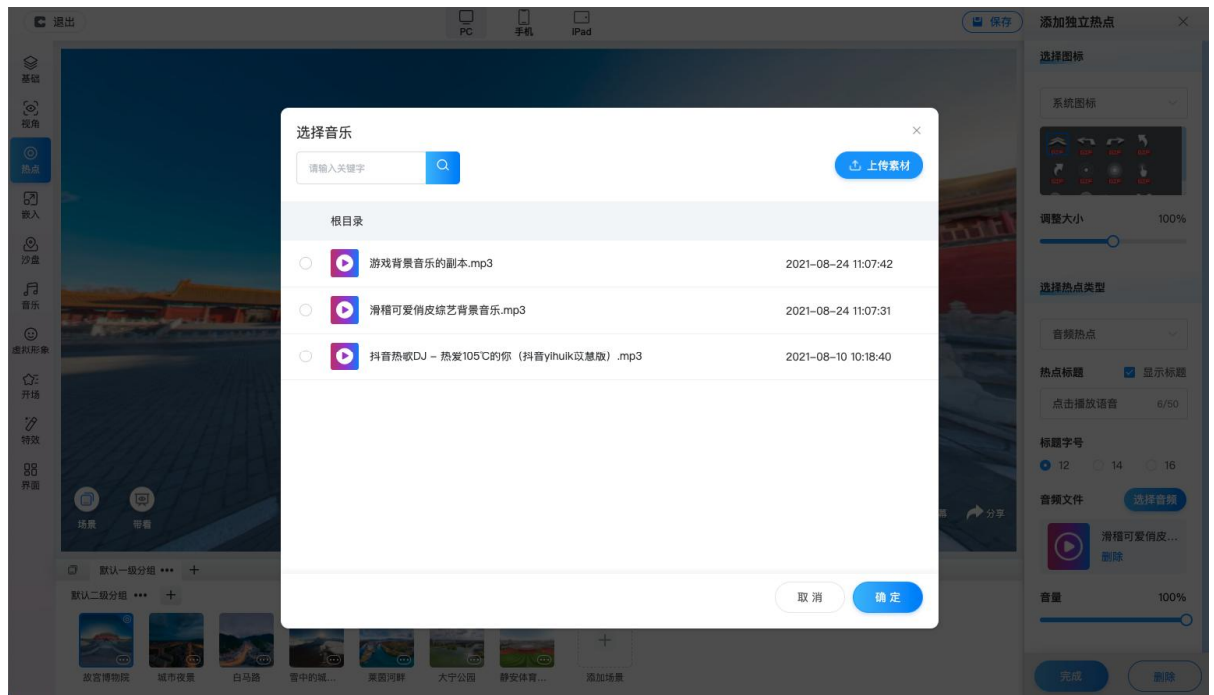 退出
PC
手机
IPad
保存
添加独立热点
基础
视角
热点
嵌入
沙盘
音乐
虚拟形象
开场
特效
界面
选择音乐
请输入关键字
上传素材
根目录
游戏背景音乐的副本.mp3
2021-08-24 11:07:42
滑稽可爱俏皮综艺背景音乐.mp3
2021-08-24 11:07:31
抖音热歌DJ - 热爱105℃的你（抖音yihuik苡慧版）.mp3
2021-08-10 10:18:40
取消
确定
场景
带看
分享
默认一级分组
默认二级分组
故宫博物院
城市夜景
白马路
雪中的城...
莱茵河畔
大宁公园
静安体育...
添加场景
选择图标
系统图标
调整大小
100%
选择热点类型
音频热点
热点标题
显示标题
点击播放语音
6/50
标题字号
12
14
16
音频文件
选择音频
滑稽可爱俏皮...
删除
音量
100%
完成
删除